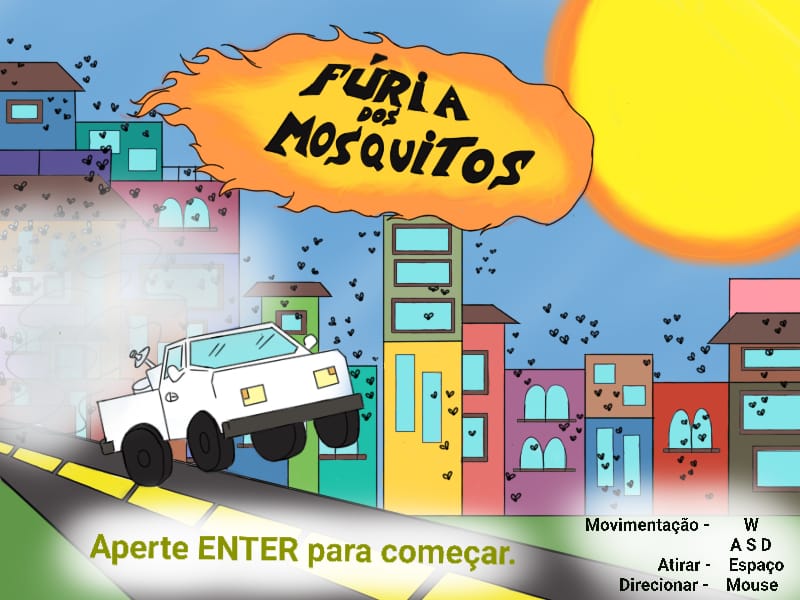 FÚRIA
DOS
MOSQUITOS
Aperte ENTER para começar.
Movimentação - W
A S D
Atirar - Espaço
Direcionar - Mouse